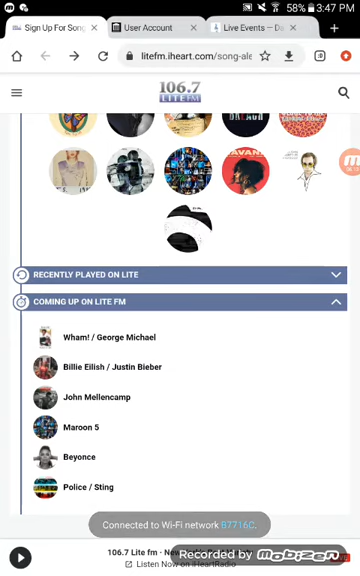 58% 3:47 PM
Sign Up For Song
User Account
Live Events – Da
litefm.iheart.com/song-ale
106.7
LITEFM
RECENTLY PLAYED ON LITE
COMING UP ON LITE FM
Wham! / George Michael
Billie Eilish / Justin Bieber
John Mellencamp
Maroon 5
Beyonce
Police / Sting
Connected to Wi-Fi network B7716C.
106.7 Lite fm · New
Listen Now on iHeartRadio
Recorded by mobizen